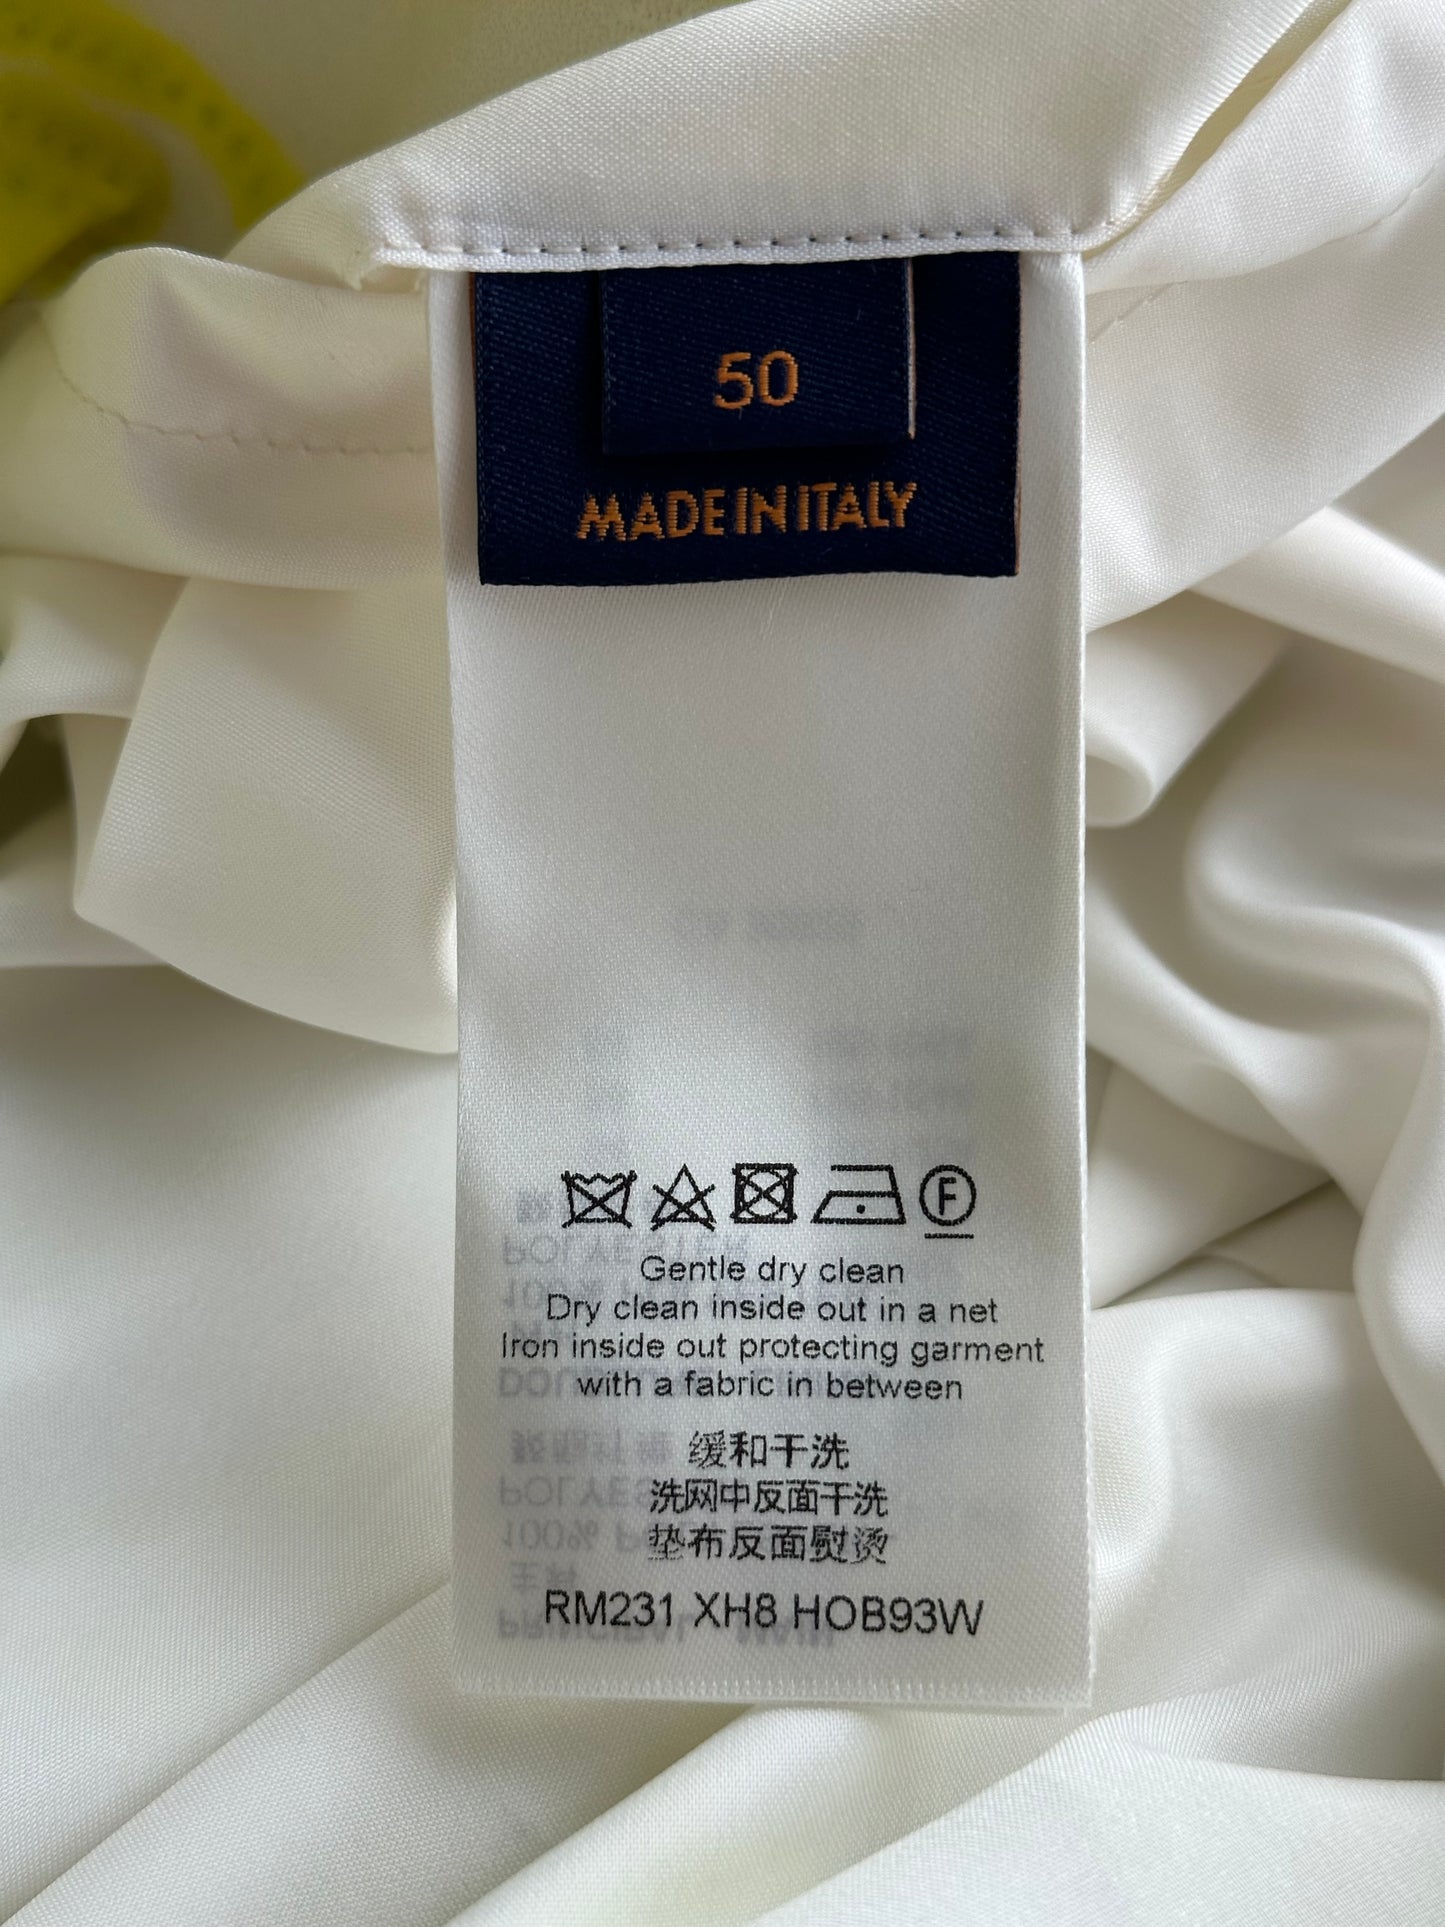 50
MADE IN ITALY
F
Gentle dry clean
Dry clean inside out in a net
Iron inside out protecting garment
with a fabric in between
缓和干洗
洗网中反面干洗
垫布反面熨烫
RM231 XH8 HOB93W